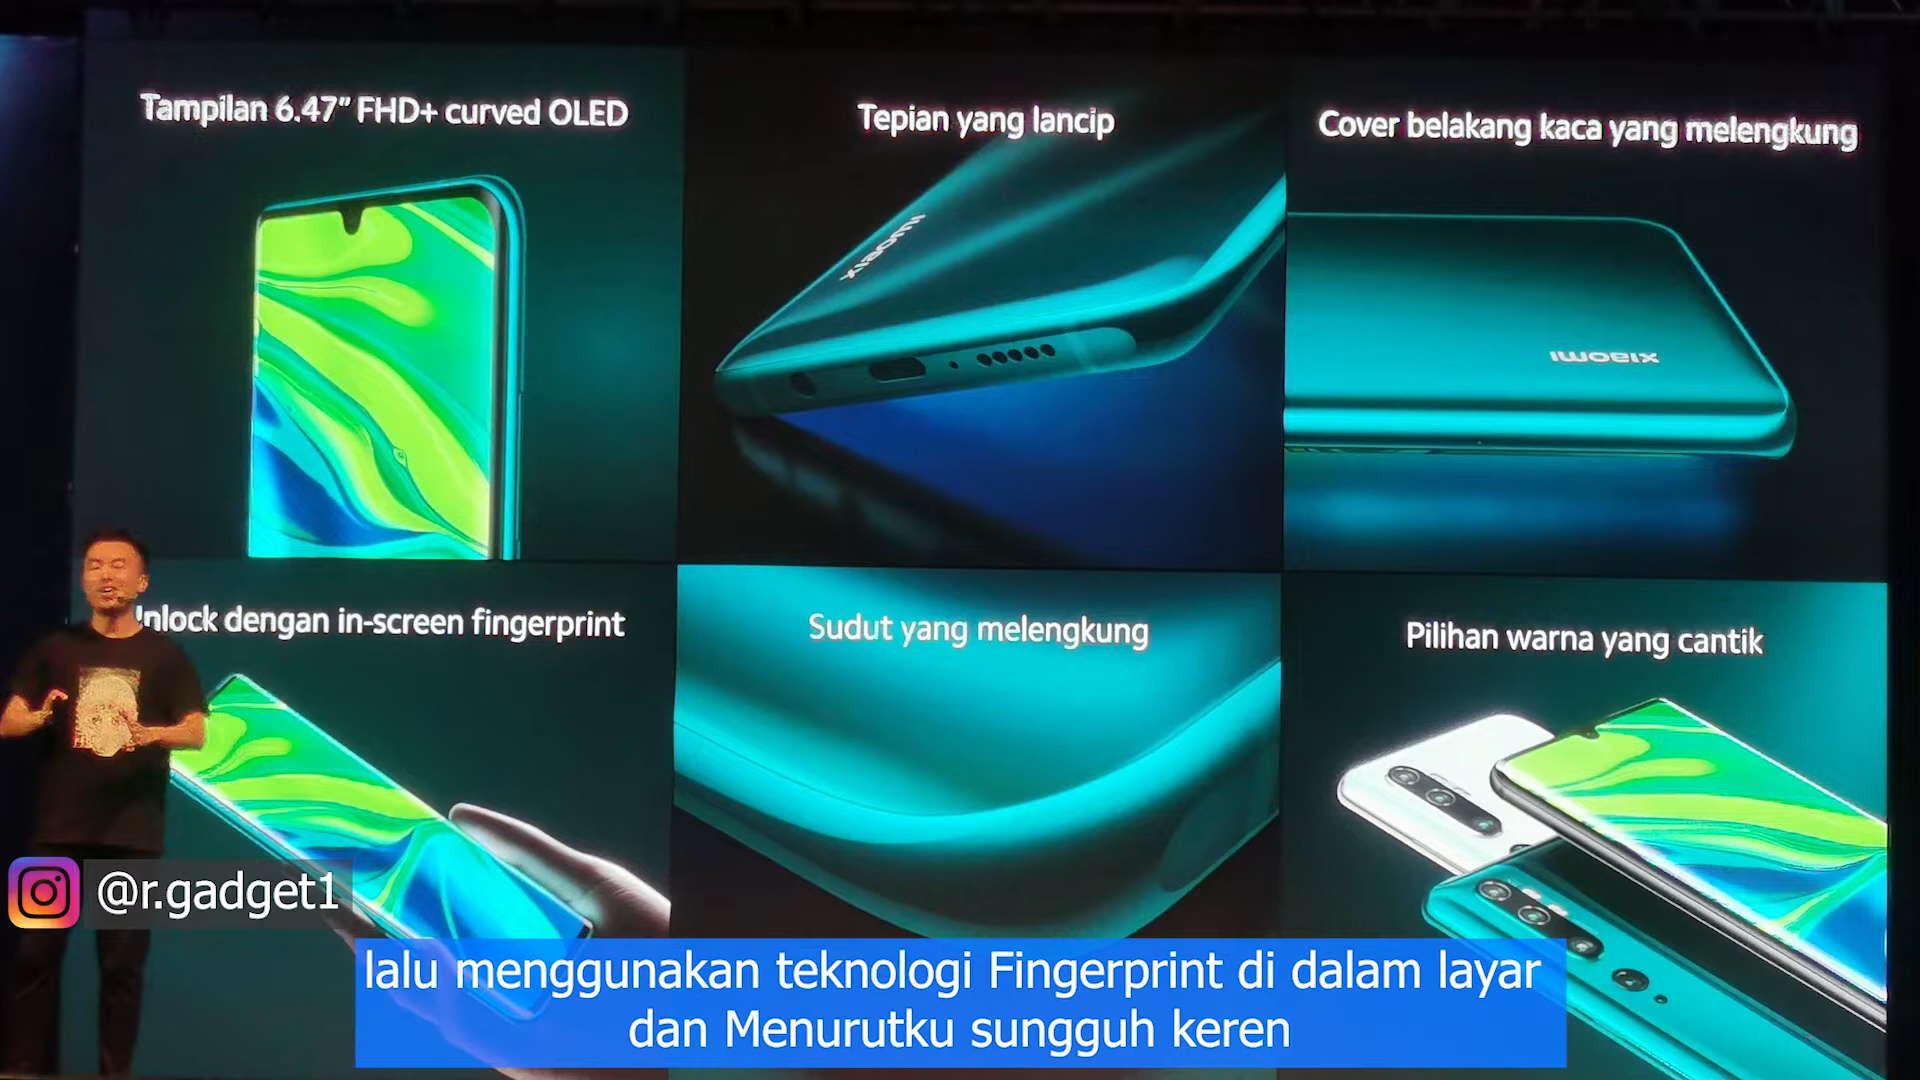 Tampilan 6.47” FHD+ curved OLED
Tepian yang lancip
Cover belakang kaca yang melengkung
xiaomi
xiaomi
Unlock dengan in-screen fingerprint
Sudut yang melengkung
Pilihan warna yang cantik
@r.gadget1
lalu menggunakan teknologi Fingerprint di dalam layar
dan Menurutku sungguh keren